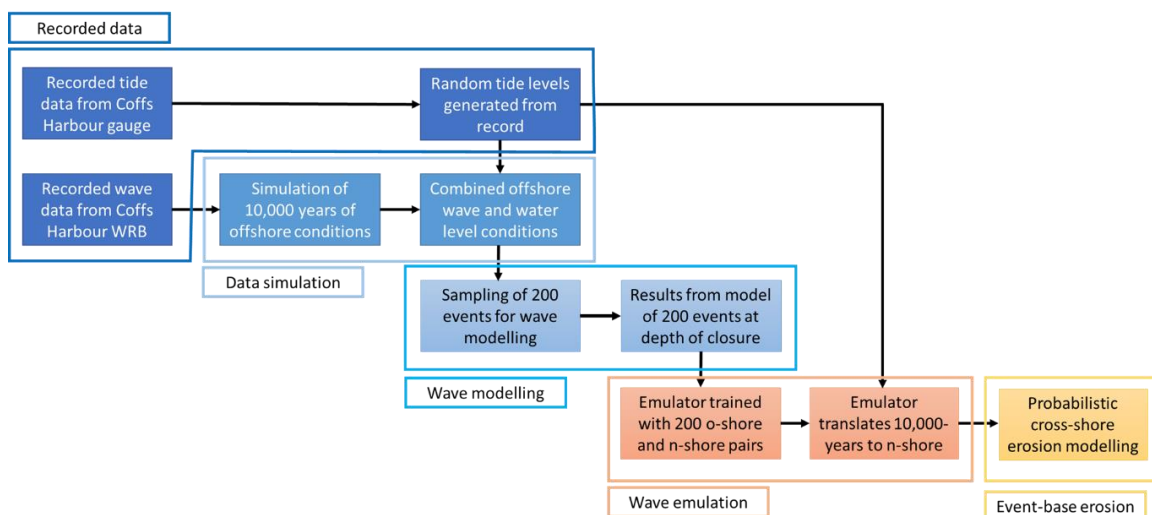 Recorded data
Recorded tide
data from Coffs
Harbour gauge
Random tide levels
generated from
record
Recorded wave
data from Coffs
Harbour WRB
Simulation of
10,000 years of
offshore conditions
Combined offshore
wave and water
level conditions
Data simulation
Sampling of 200
events for wave
modelling
Results from model
of 200 events at
depth of closure
Wave modelling
Emulator trained
with 200 o-shore
and n-shore pairs
Emulator
translates 10,000-
years to n-shore
Probabilistic
cross-shore
erosion modelling
Wave emulation
Event-base erosion